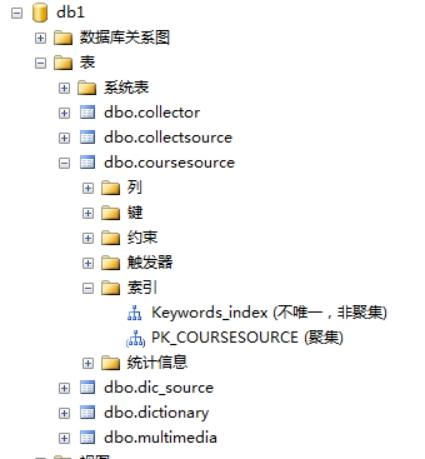 db1
数据库关系图
表
系统表
dbo.collector
dbo.collectsource
dbo.coursesource
列
键
约束
触发器
索引
Keywords_index (不唯一，非聚集)
PK_COURSESOURCE (聚集)
统计信息
dbo.dic_source
dbo.dictionary
dbo.multimedia